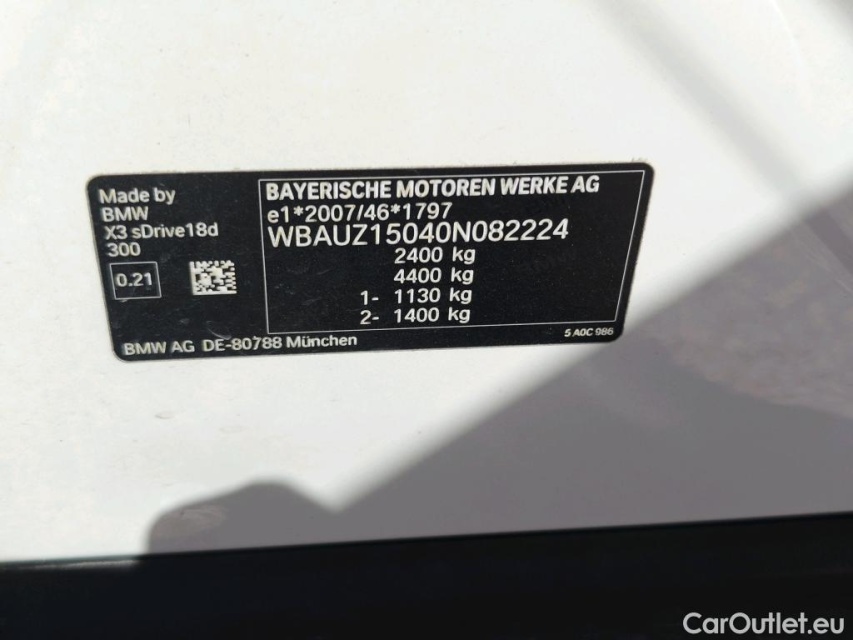 Made by
BMW
X3 sDrive18d
300
0.21
BAYERISCHE MOTOREN WERKE AG
e1*2007/46*1797
WBAUZ15040N082224
2400 kg
4400 kg
1- 1130 kg
2- 1400 kg
BMW AG DE-80788 München
5 A0C 986
CarOutlet.eu